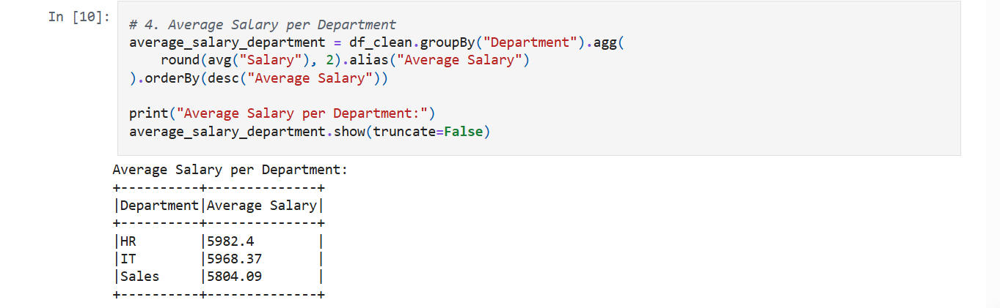 In [10]:
# 4. Average Salary per Department
average_salary_department = df_clean.groupBy("Department").agg(
    round(avg("Salary"), 2).alias("Average Salary")
).orderBy(desc("Average Salary"))
print("Average Salary per Department:")
average_salary_department.show(truncate=False)
Average Salary per Department:
+----------+--------------+
|Department|Average Salary|
+----------+--------------+
|HR        |5982.4        |
|IT        |5968.37       |
|Sales     |5804.09       |
+----------+--------------+